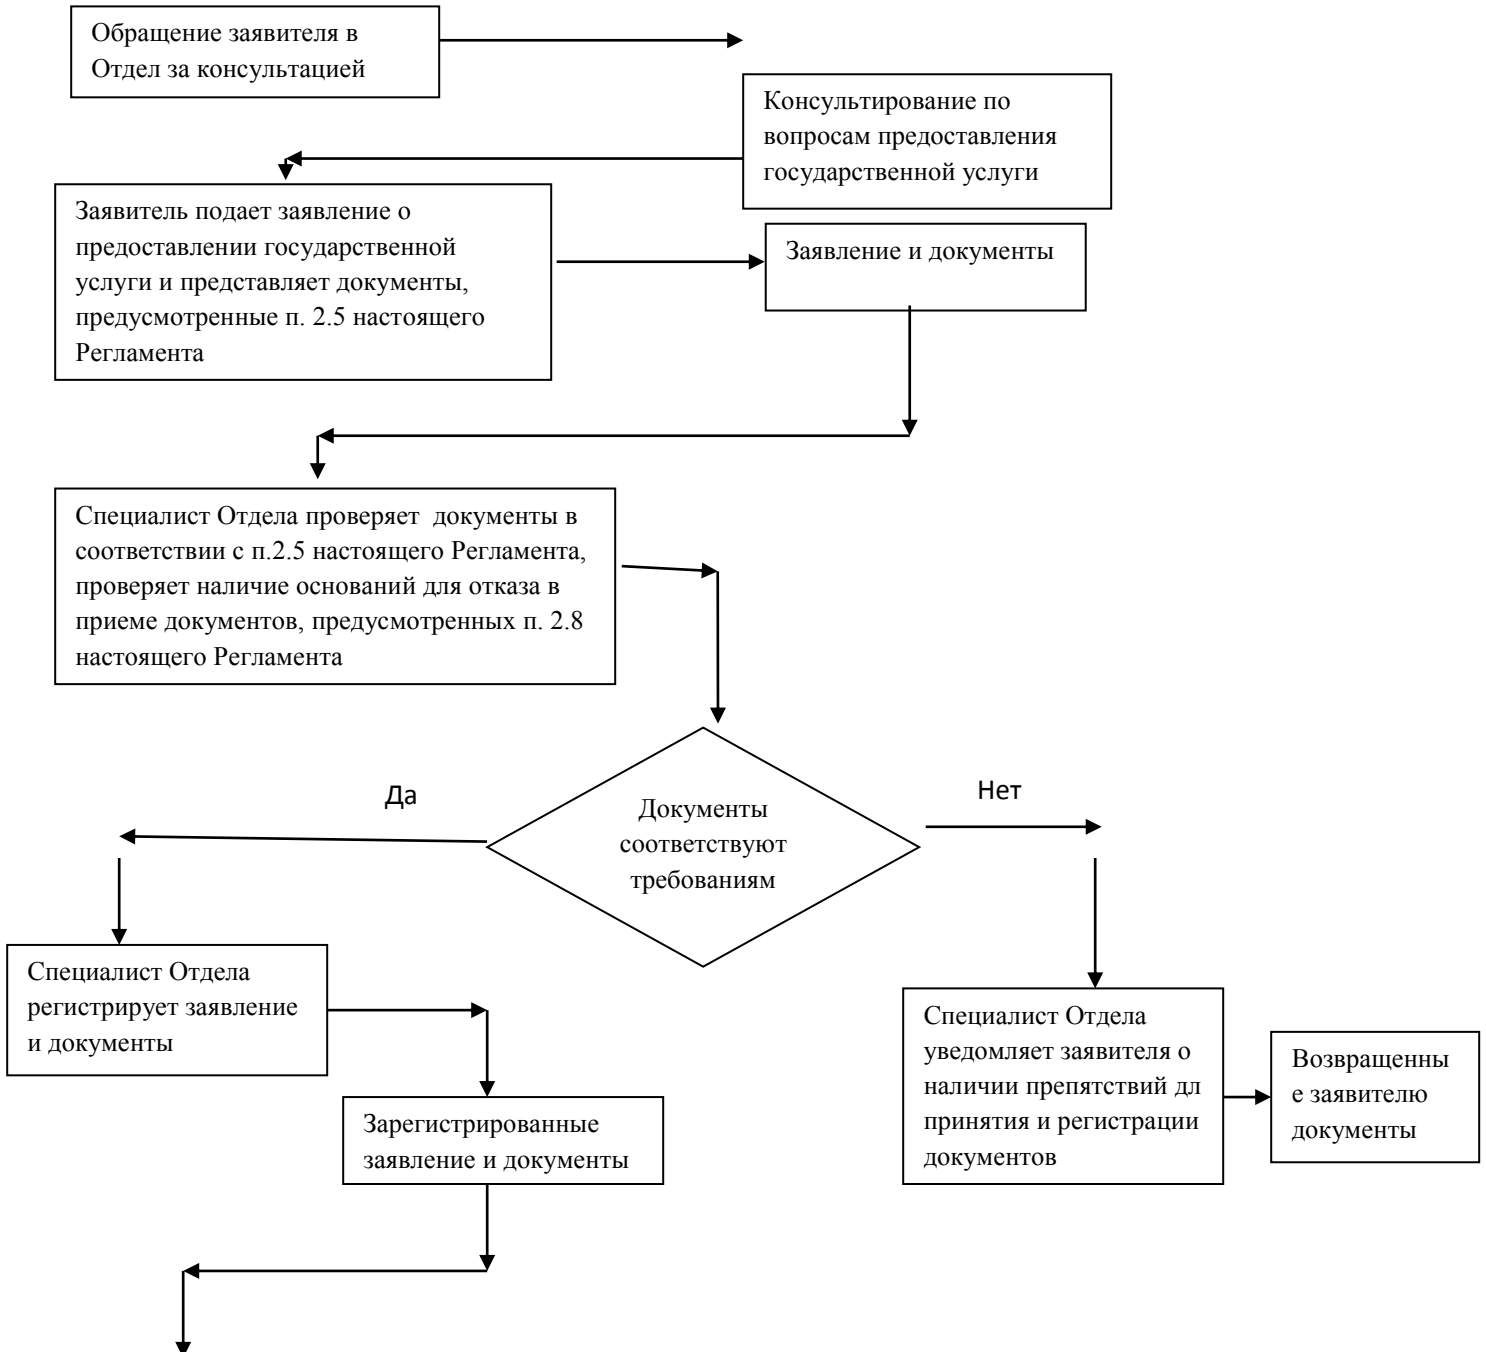 Обращение заявителя в
Отдел за консультацией
Консультирование по
вопросам предоставления
государственной услуги
Заявитель подает заявление о
предоставлении государственной
услуги и представляет документы,
предусмотренные п. 2.5 настоящего
Регламента
Заявление и документы
Специалист Отдела проверяет  документы в
соответствии с п.2.5 настоящего Регламента,
проверяет наличие оснований для отказа в
приеме документов, предусмотренных п. 2.8
настоящего Регламента
Да
Нет
Документы
соответствуют
требованиям
Специалист Отдела
регистрирует заявление
и документы
Зарегистрированные
заявление и документы
Специалист Отдела
уведомляет заявителя о
наличии препятствий дл
принятия и регистрации
документов
Возвращенны
е заявителю
документы